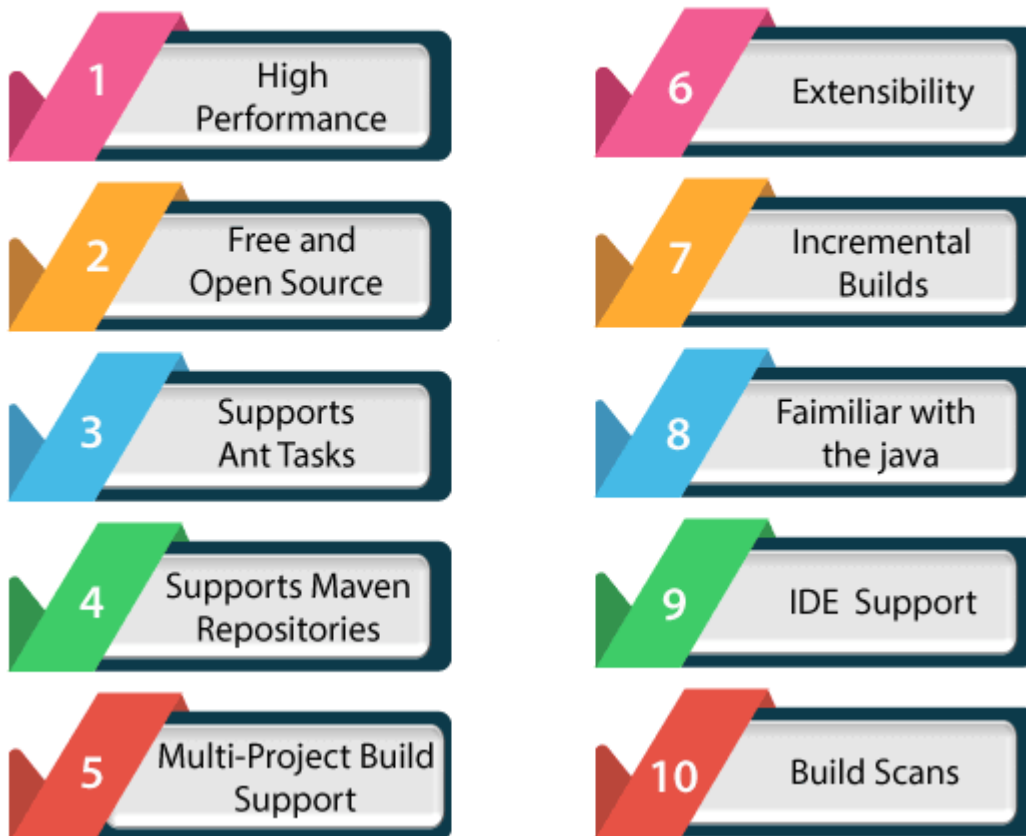 1
High
Performance
2
Free and
Open Source
3
Supports
Ant Tasks
4
Supports Maven
Repositories
5
Multi-Project Build
Support
6
Extensibility
7
Incremental
Builds
8
Faimiliar with
the java
9
IDE Support
10
Build Scans